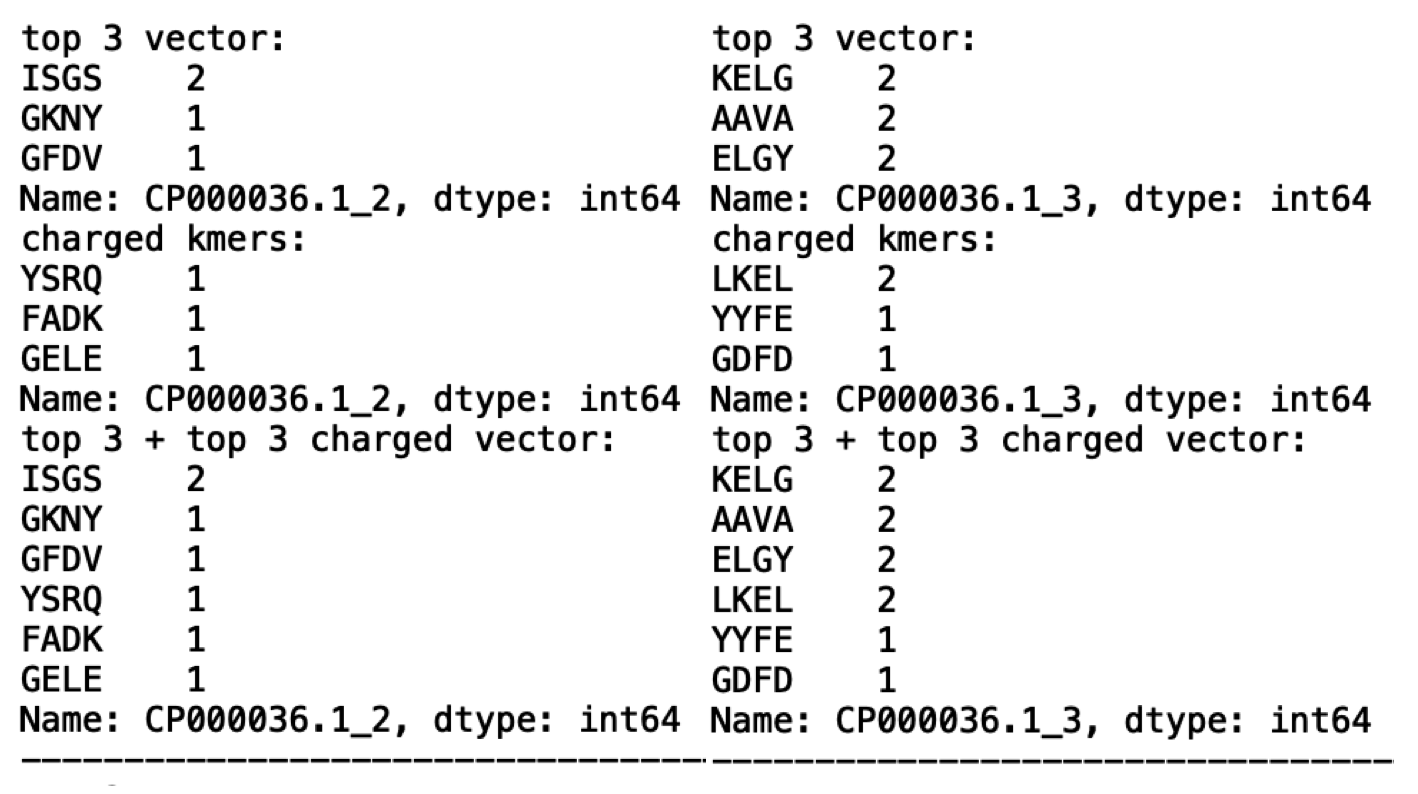 top 3 vector:
ISGS    2
GKNY    1
GFDV    1
Name: CP000036.1_2, dtype: int64
charged kmers:
YSRQ    1
FADK    1
GELE    1
Name: CP000036.1_2, dtype: int64
top 3 + top 3 charged vector:
ISGS    2
GKNY    1
GFDV    1
YSRQ    1
FADK    1
GELE    1
Name: CP000036.1_2, dtype: int64
top 3 vector:
KELG    2
AAVA    2
ELGY    2
Name: CP000036.1_3, dtype: int64
charged kmers:
LKEL    2
YYFE    1
GDFD    1
Name: CP000036.1_3, dtype: int64
top 3 + top 3 charged vector:
KELG    2
AAVA    2
ELGY    2
LKEL    2
YYFE    1
GDFD    1
Name: CP000036.1_3, dtype: int64